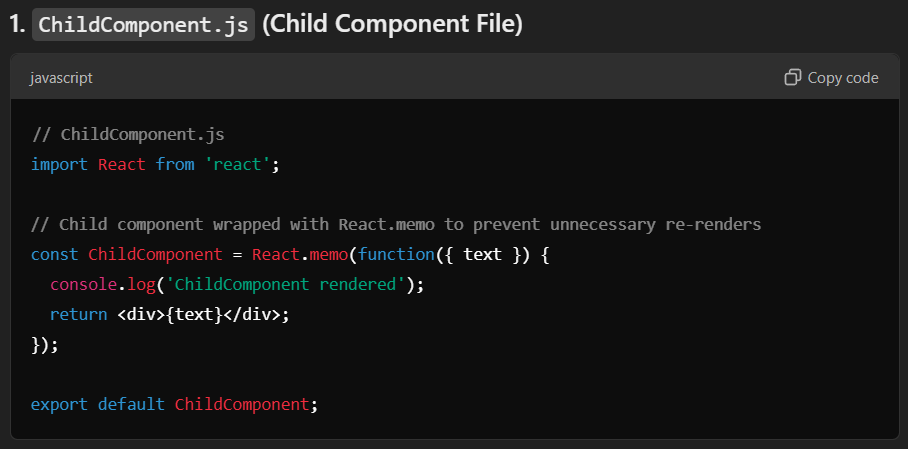 1. ChildComponent.js (Child Component File)
javascript
Copy code
// ChildComponent.js
import React from 'react';
// Child component wrapped with React.memo to prevent unnecessary re-renders
const ChildComponent = React.memo(function({ text }) {
  console.log('ChildComponent rendered');
  return <div>{text}</div>;
});
export default ChildComponent;